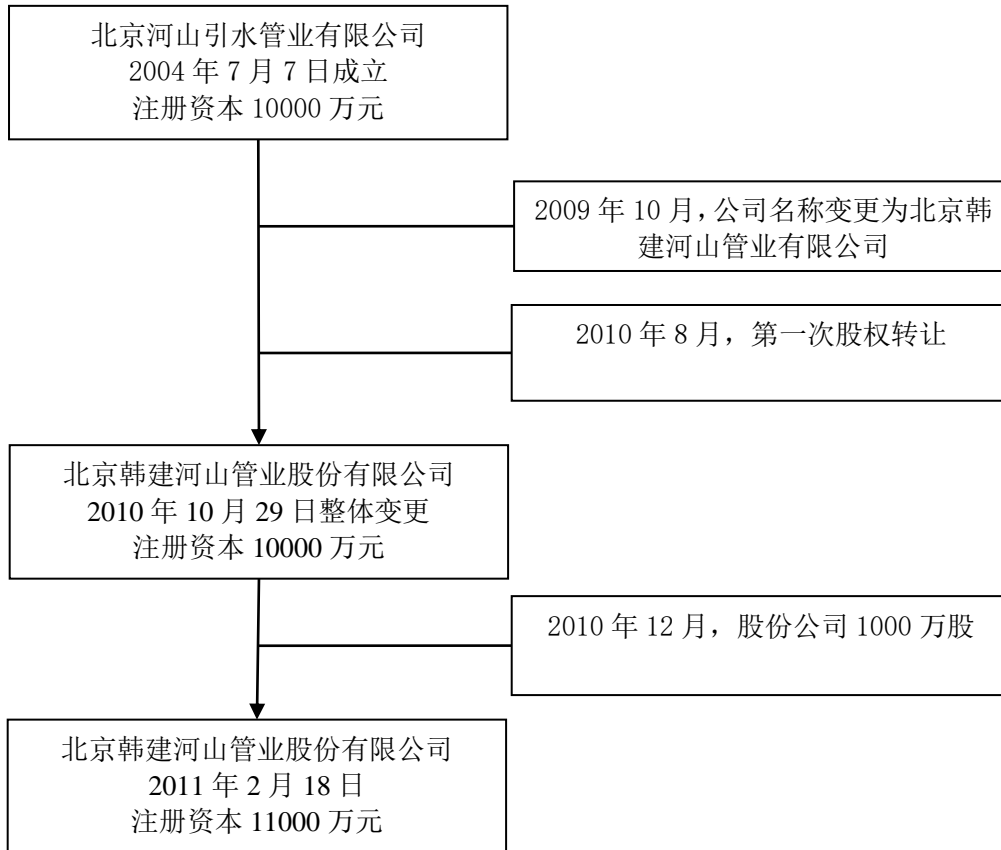 北京河山引水管业有限公司
2004 年 7 月 7 日成立
注册资本 10000 万元
2009 年 10 月，公司名称变更为北京韩
建河山管业有限公司
2010 年 8 月，第一次股权转让
北京韩建河山管业股份有限公司
2010 年 10 月 29 日整体变更
注册资本 10000 万元
2010 年 12 月，股份公司 1000 万股
北京韩建河山管业股份有限公司
2011 年 2 月 18 日
注册资本 11000 万元